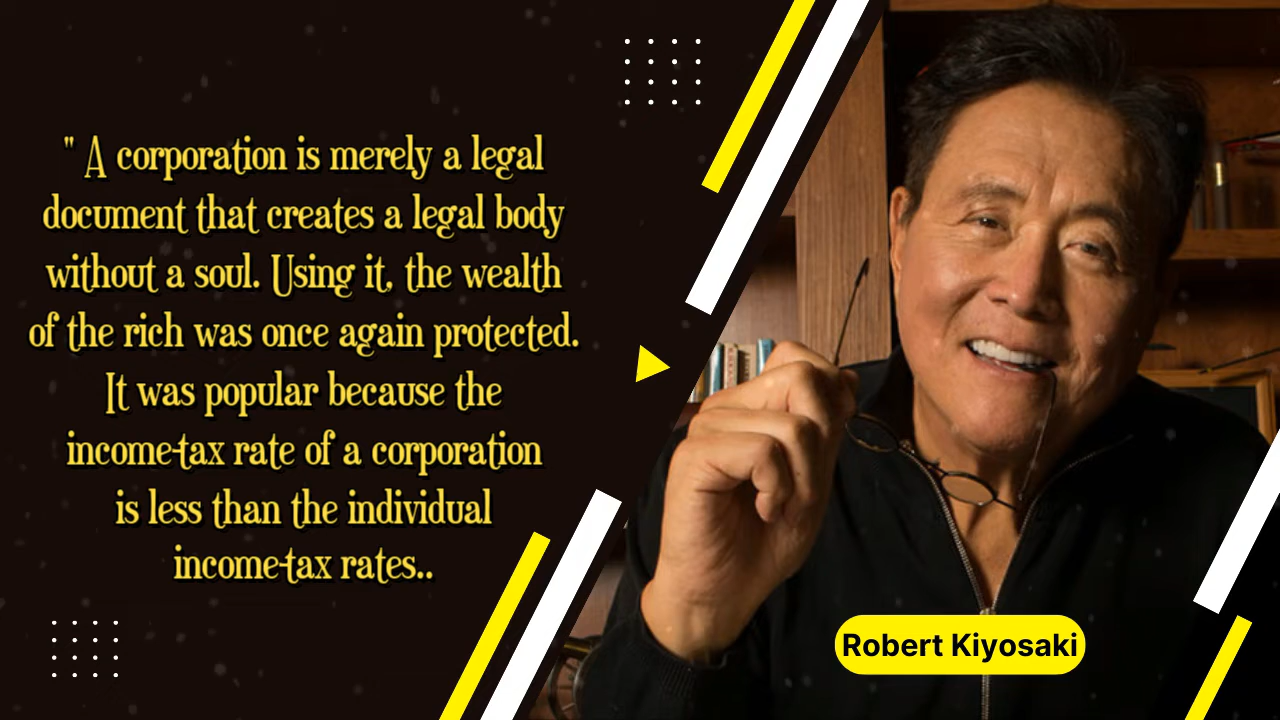 " A corporation is merely a legal
document that creates a legal body
without a soul. Using it, the wealth
of the rich was once again protected.
It was popular because the
income-tax rate of a corporation
is less than the individual
income-tax rates..
Robert Kiyosaki